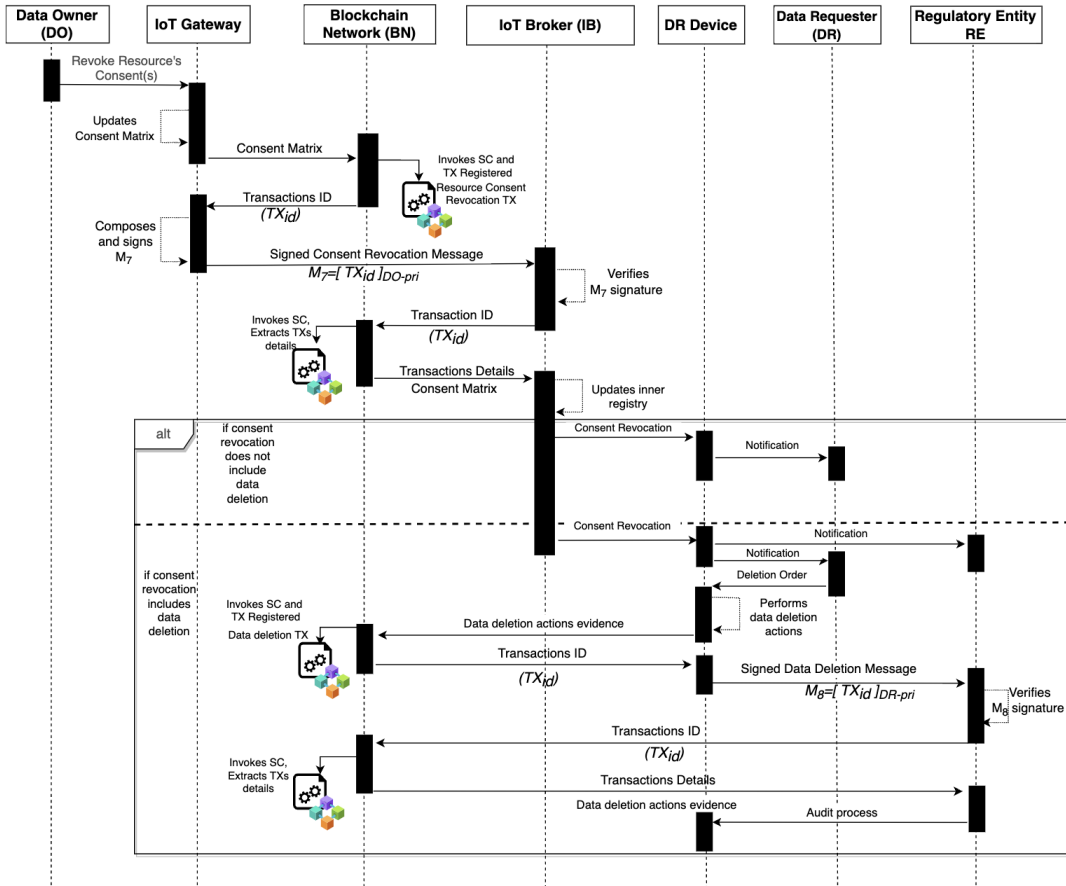 Data Owner
(DO)
IoT Gateway
Blockchain
Network (BN)
IoT Broker (IB)
DR Device
Data Requester
(DR)
Regulatory Entity
RE
Revoke Resource's
Consent(s)
Updates
Consent Matrix
Consent Matrix
Invokes SC and
TX Registered
Resource Consent
Revocation TX
Transactions ID
(TXid)
Composes
and signs
M7
Signed Consent Revocation Message
M7=[ TXid ]DO-pri
Verifies
M7 signature
Transaction ID
(TXid)
Invokes SC,
Extracts TXs
details
Transactions Details
Consent Matrix
Updates inner
registry
alt
if consent
revocation
does not
include
data
deletion
Consent Revocation
Notification
Consent Revocation
Notification
Notification
Deletion Order
if consent
revocation
includes
data
deletion
Performs
data deletion
actions
Invokes SC and
TX Registered
Data deletion TX
Data deletion actions evidence
Transactions ID
(TXid)
Signed Data Deletion Message
M8=[ TXid ]DR-pri
Verifies
M8 signature
Transactions ID
(TXid)
Invokes SC,
Extracts TXs
details
Transactions Details
Data deletion actions evidence
Audit process